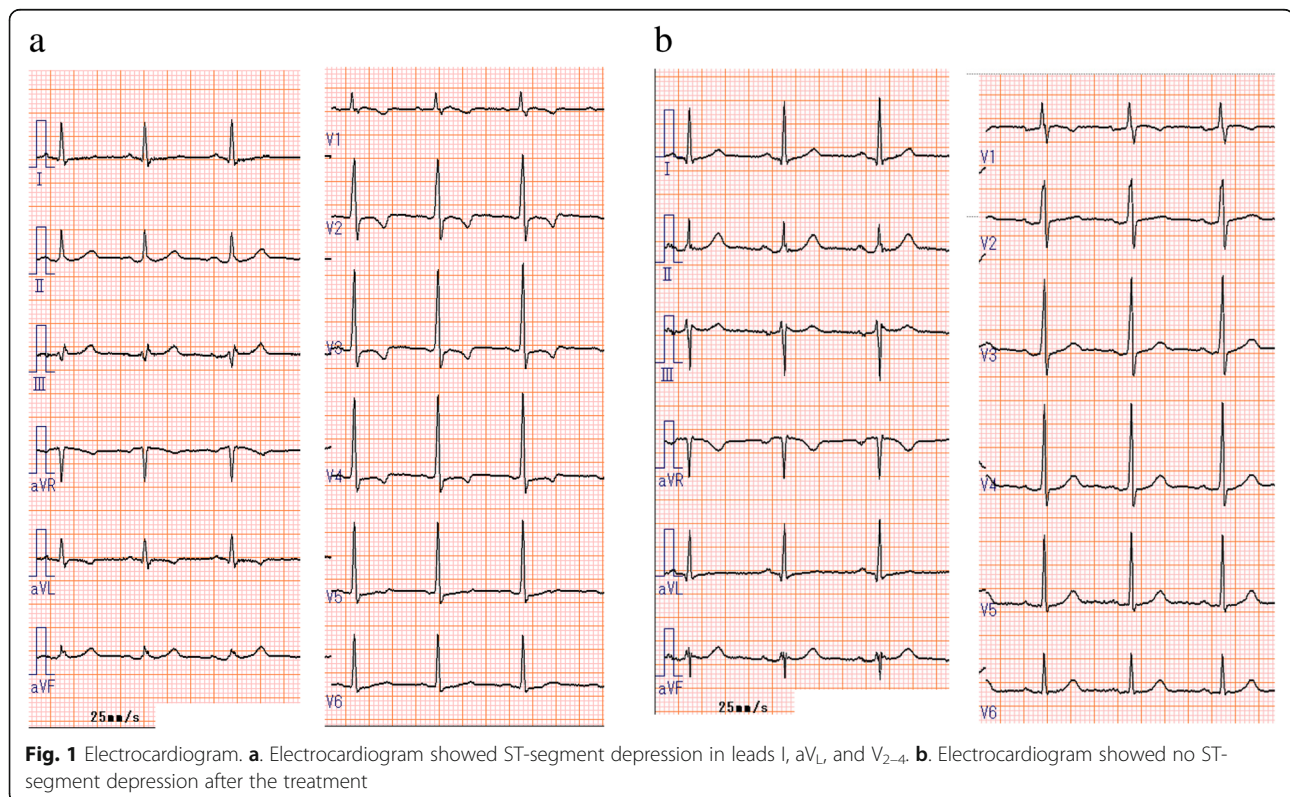 a
b
I
II
III
aVR
aVL
aVF
25mm/s
V1
V2
V3
V4
V5
V6
I
II
III
aVR
aVL
aVF
25mm/s
V1
V2
V3
V4
V5
V6
Fig. 1 Electrocardiogram. a. Electrocardiogram showed ST-segment depression in leads I, aVL, and V2–4. b. Electrocardiogram showed no ST-
segment depression after the treatment